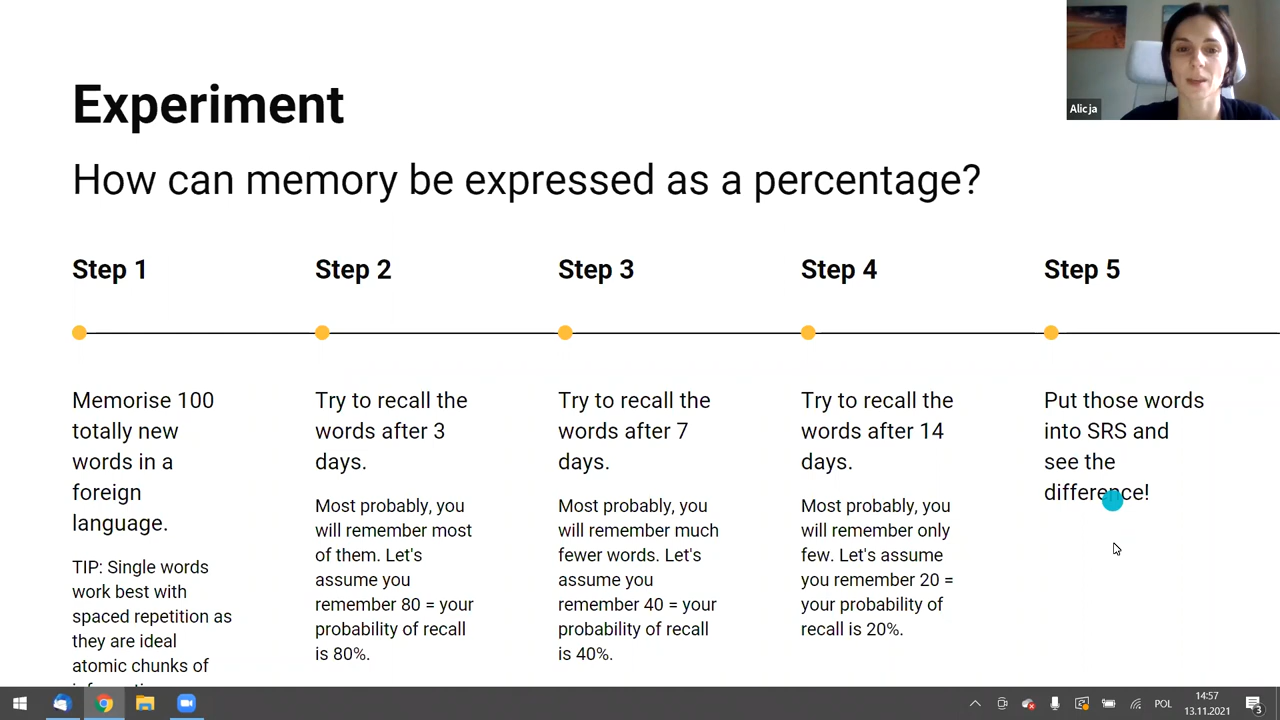 Experiment
How can memory be expressed as a percentage?
Step 1
Memorise 100
totally new
words in a
foreign
language.
TIP: Single words
work best with
spaced repetition as
they are ideal
atomic chunks of
Step 2
Try to recall the
words after 3
days.
Most probably, you
will remember most
of them. Let's
assume you
remember 80 = your
probability of recall
is 80%.
Step 3
Try to recall the
words after 7
days.
Most probably, you
will remember much
fewer words. Let's
assume you
remember 40 = your
probability of recall
is 40%.
Step 4
Try to recall the
words after 14
days.
Most probably, you
will remember only
few. Let's assume
you remember 20 =
your probability of
recall is 20%.
Step 5
Put those words
into SRS and
see the
difference!
Alicja
POL
14:57
13.11.2021
3